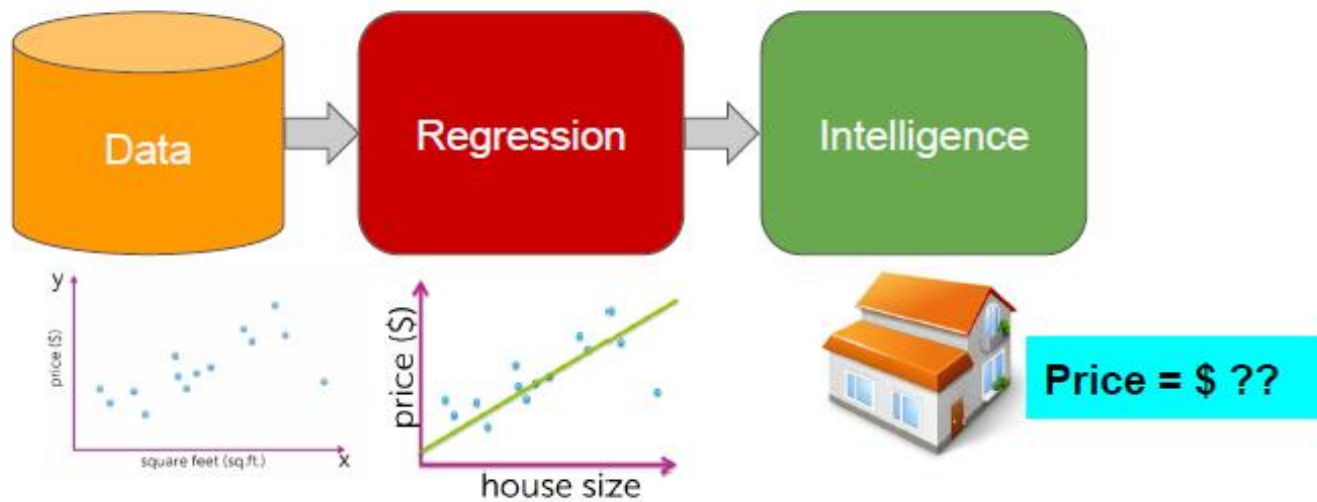 Data
Regression
Intelligence
y
price ($)
square feet (sq.ft.)
x
price ($)
house size
Price = $ ??